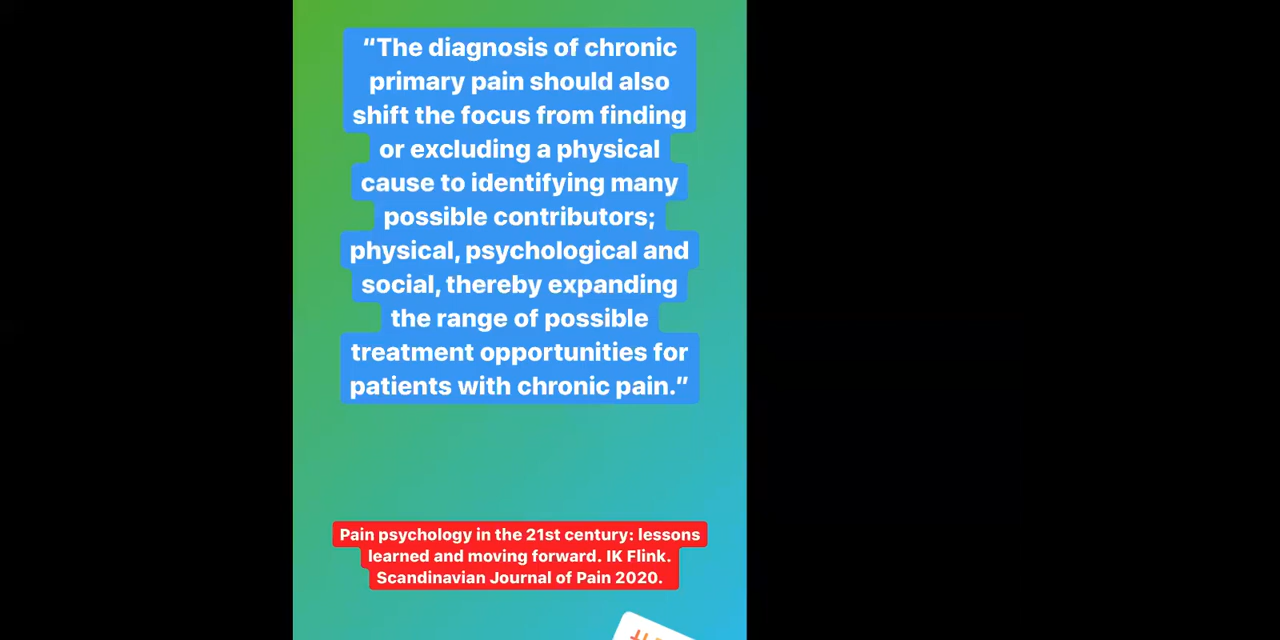 “The diagnosis of chronic
primary pain should also
shift the focus from finding
or excluding a physical
cause to identifying many
possible contributors;
physical, psychological and
social, thereby expanding
the range of possible
treatment opportunities for
patients with chronic pain.”
Pain psychology in the 21st century: lessons
learned and moving forward. IK Flink.
Scandinavian Journal of Pain 2020.